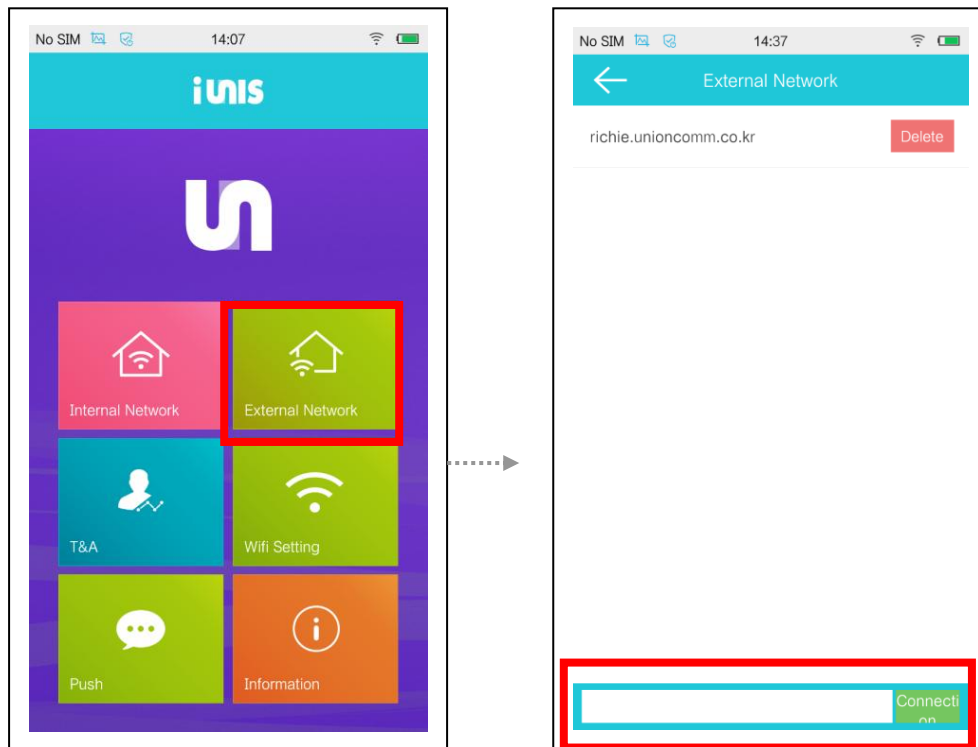 No SIM 14:07
iUNIS
un
Internal Network
External Network
T&A
Wifi Setting
Push
Information
No SIM 14:37
External Network
richie.unioncomm.co.kr
Delete
Connecti
on